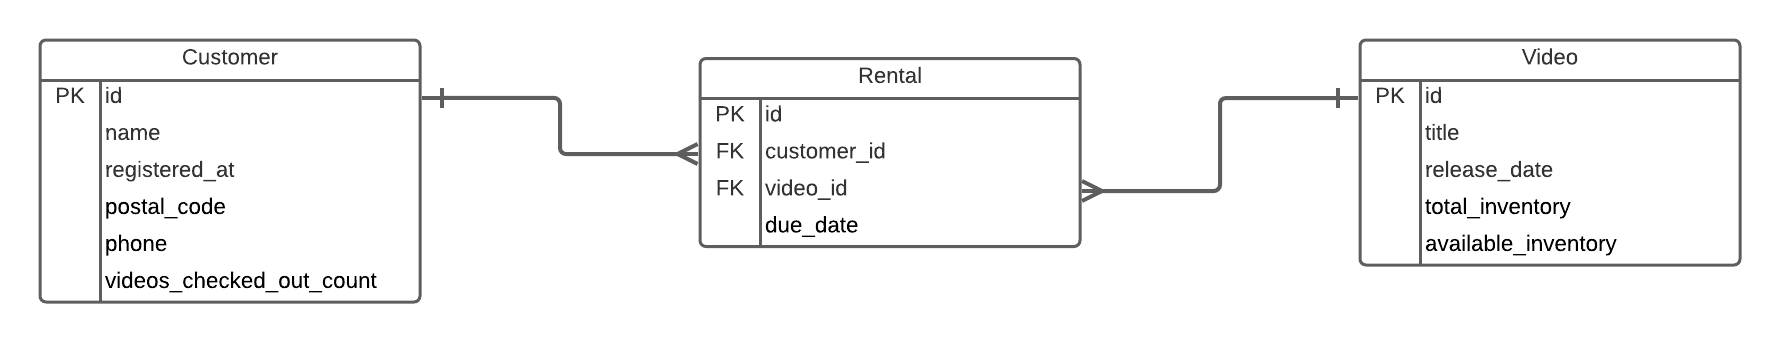 Customer
PK id
name
registered_at
postal_code
phone
videos_checked_out_count
Rental
PK id
FK customer_id
FK video_id
due_date
Video
PK id
title
release_date
total_inventory
available_inventory